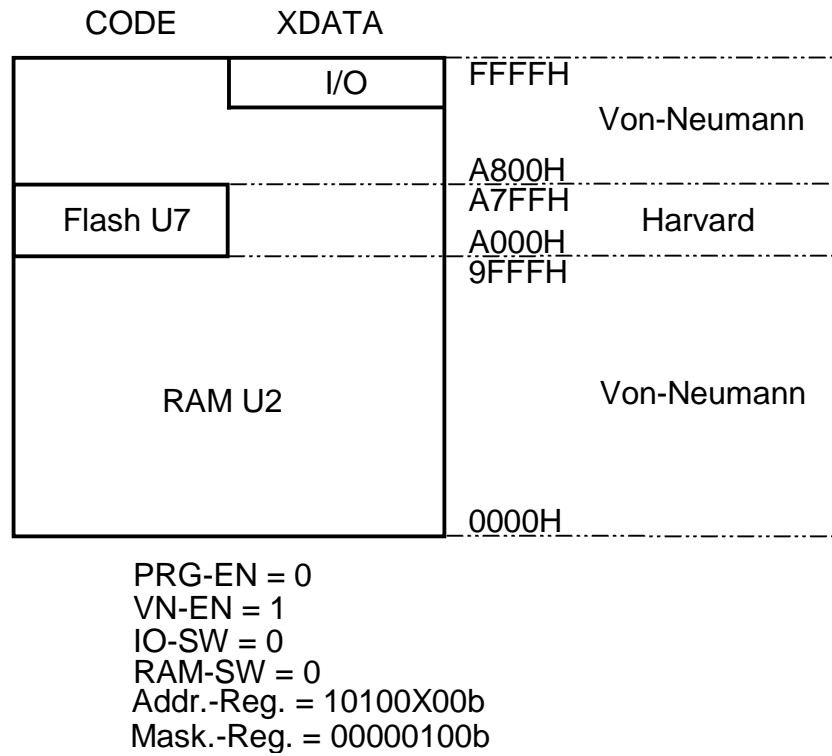 CODE XDATA
I/O
FFFFH
Von-Neumann
A800H
Flash U7
A7FFH
Harvard
A000H
9FFFH
RAM U2
Von-Neumann
0000H
PRG-EN = 0
VN-EN = 1
IO-SW = 0
RAM-SW = 0
Addr.-Reg. = 10100X00b
Mask.-Reg. = 00000100b